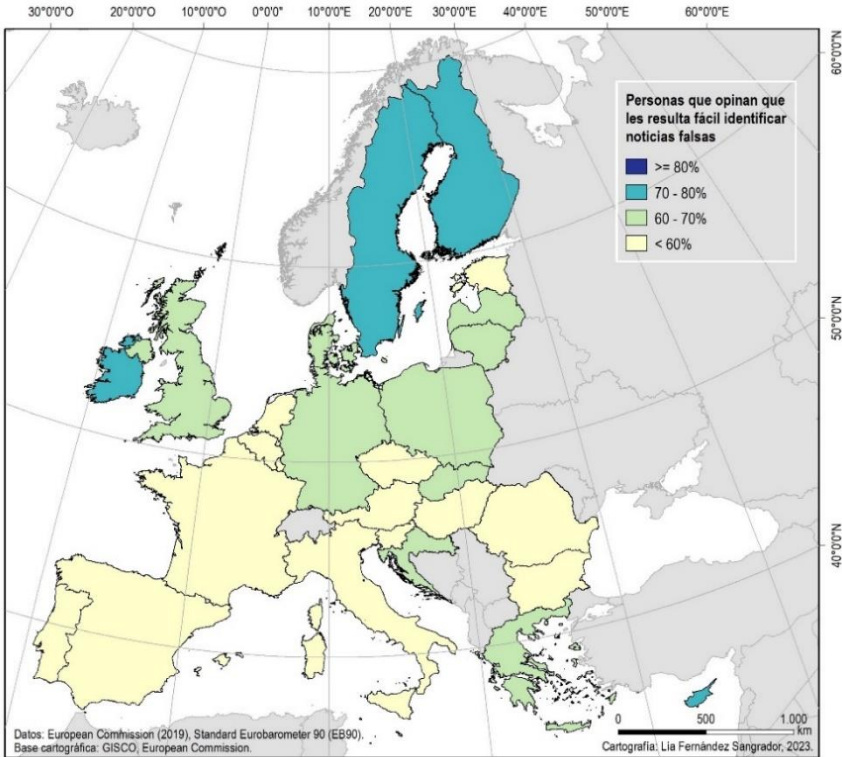 30°0'0"O 20°0'0"O 10°0'0"O 0°0'0" 10°0'0"E 20°0'0"E 30°0'0"E 40°0'0"E 50°0'0"E 60°0'0"E
60°0'0"N
Personas que opinan que
les resulta fácil identificar
noticias falsas
>= 80%
70 - 80%
60 - 70%
< 60%
50°0'0"N
40°0'0"N
0 500 1.000
km
Datos: European Commission (2019), Standard Eurobarometer 90 (EB90).
Base cartográfica: GISCO, European Commission.
Cartografía: Lía Fernández Sangrador, 2023.